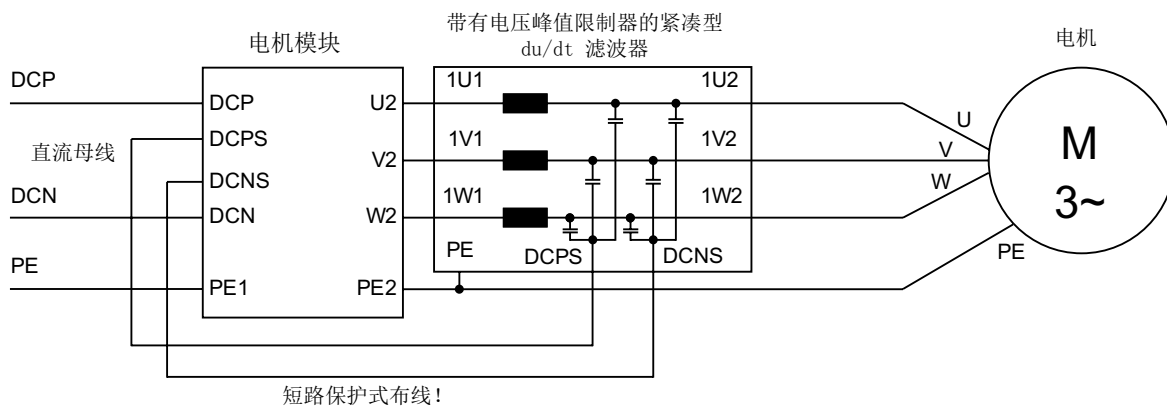 带有电压峰值限制器的紧凑型
du/dt 滤波器
电机模块
电机
DCP
DCP
U2
1U1
1U2
U
直流母线
DCPS
V2
1V1
1V2
V
M
3~
DCNS
DCN
DCN
W2
1W1
1W2
W
PE
DCPS
DCNS
PE
PE
PE1
PE2
短路保护式布线!